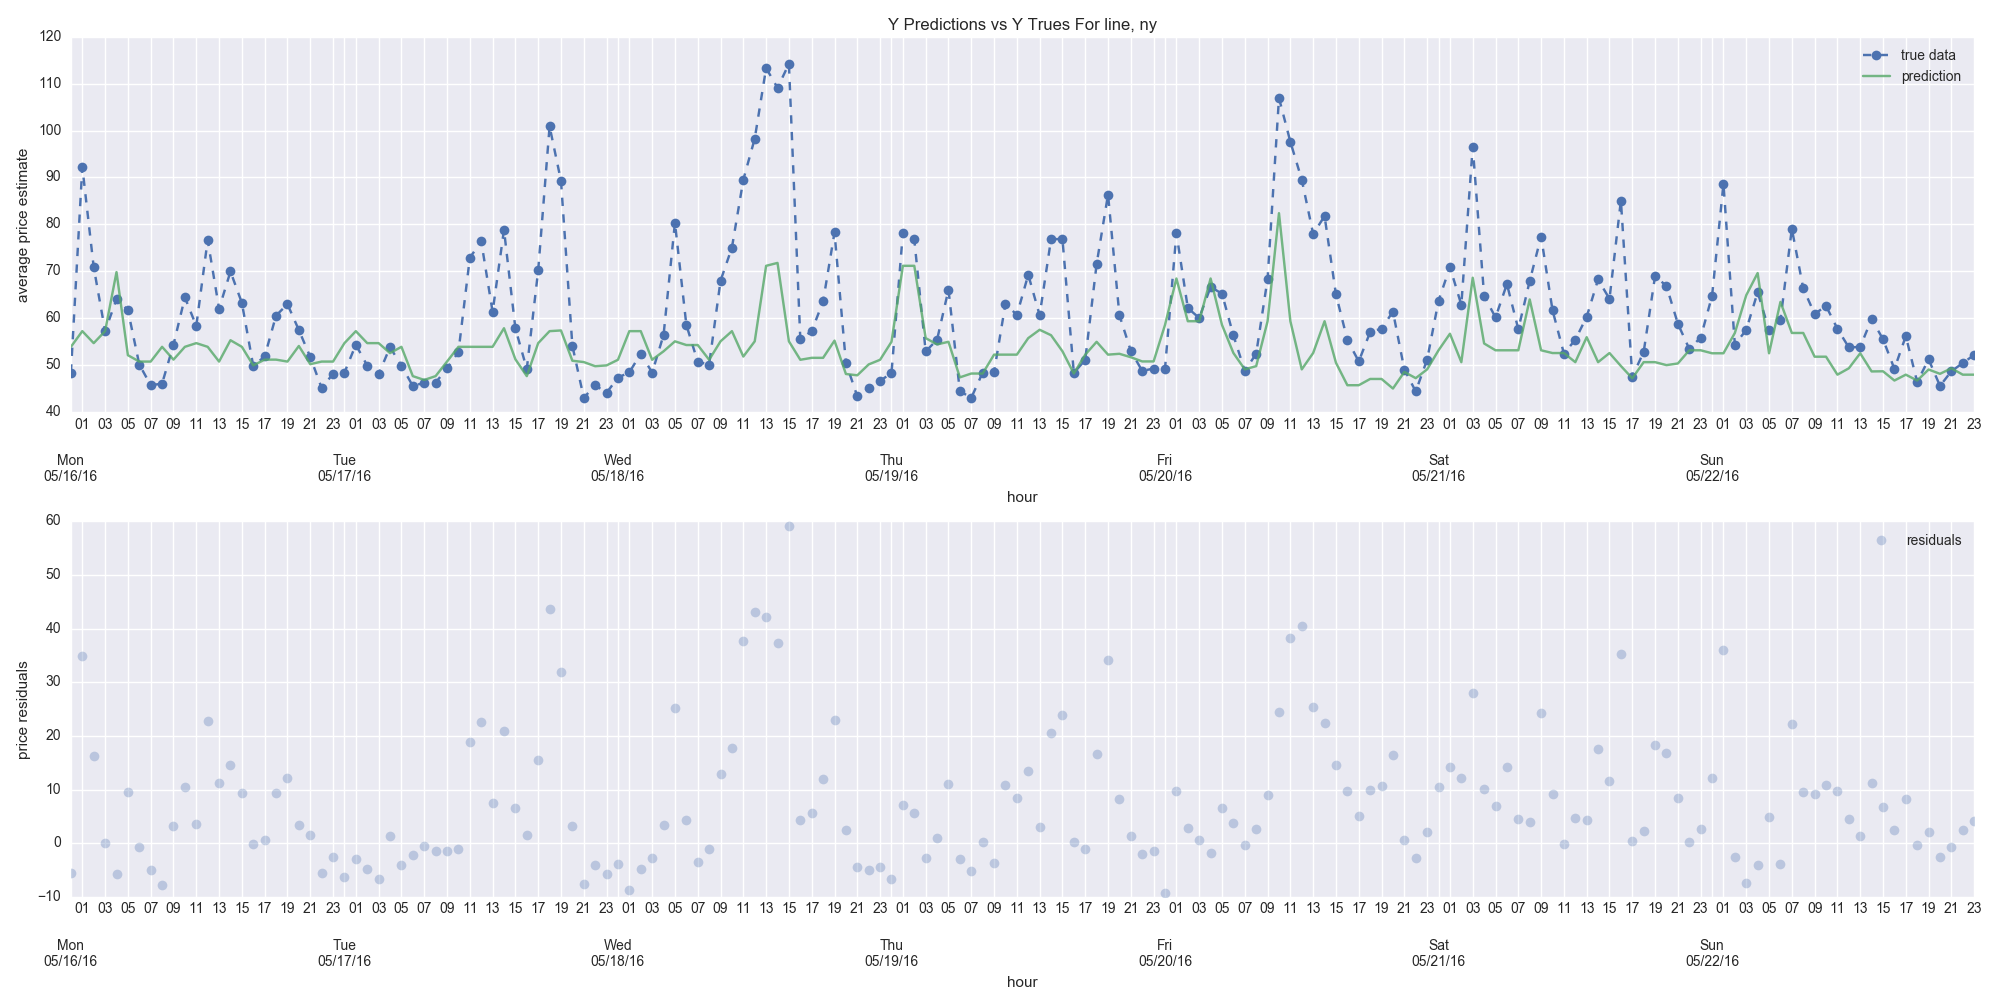 Y Predictions vs Y Trues For line, ny
120
110
100
90
80
70
60
50
40
average price estimate
true data
prediction
01 03 05 07 09 11 13 15 17 19 21 23 01 03 05 07 09 11 13 15 17 19 21 23 01 03 05 07 09 11 13 15 17 19 21 23 01 03 05 07 09 11 13 15 17 19 21 23 01 03 05 07 09 11 13 15 17 19 21 23 01 03 05 07 09 11 13 15 17 19 21 23 01 03 05 07 09 11 13 15 17 19 21 23
Mon Tue Wed Thu Fri Sat Sun
05/16/16 05/17/16 05/18/16 05/19/16 05/20/16 05/21/16 05/22/16
hour
60
50
40
30
20
10
0
−10
price residuals
residuals
01 03 05 07 09 11 13 15 17 19 21 23 01 03 05 07 09 11 13 15 17 19 21 23 01 03 05 07 09 11 13 15 17 19 21 23 01 03 05 07 09 11 13 15 17 19 21 23 01 03 05 07 09 11 13 15 17 19 21 23 01 03 05 07 09 11 13 15 17 19 21 23 01 03 05 07 09 11 13 15 17 19 21 23
Mon Tue Wed Thu Fri Sat Sun
05/16/16 05/17/16 05/18/16 05/19/16 05/20/16 05/21/16 05/22/16
hour